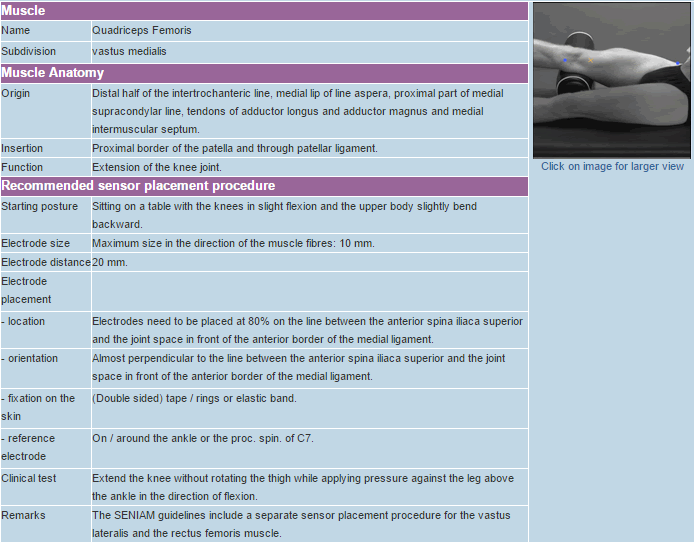 Muscle
Name Quadriceps Femoris
Subdivision vastus medialis
Muscle Anatomy
Origin Distal half of the intertrochanteric line, medial lip of line aspera, proximal part of medial
supracondylar line, tendons of adductor longus and adductor magnus and medial
intermuscular septum.
Insertion Proximal border of the patella and through patellar ligament.
Function Extension of the knee joint.
Recommended sensor placement procedure
Starting posture Sitting on a table with the knees in slight flexion and the upper body slightly bend
backward.
Electrode size Maximum size in the direction of the muscle fibres: 10 mm.
Electrode distance 20 mm.
Electrode
placement
- location Electrodes need to be placed at 80% on the line between the anterior spina iliaca superior
and the joint space in front of the anterior border of the medial ligament.
- orientation Almost perpendicular to the line between the anterior spina iliaca superior and the joint
space in front of the anterior border of the medial ligament.
- fixation on the (Double sided) tape / rings or elastic band.
skin
- reference On / around the ankle or the proc. spin. of C7.
electrode
Clinical test Extend the knee without rotating the thigh while applying pressure against the leg above
the ankle in the direction of flexion.
Remarks The SENIAM guidelines include a separate sensor placement procedure for the vastus
lateralis and the rectus femoris muscle.
Click on image for larger view